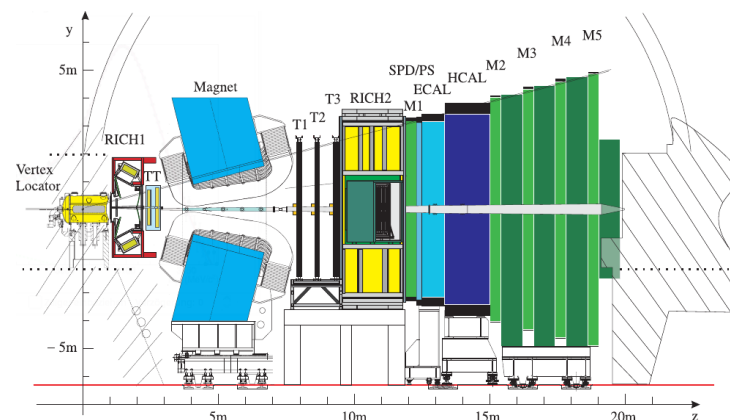 y
5m
Magnet
RICH1
Vertex
Locator
TT
T1
T2
T3
RICH2
SPD/PS
M1
ECAL
HCAL
M2
M3
M4
M5
− 5m
5m
10m
15m
20m
z